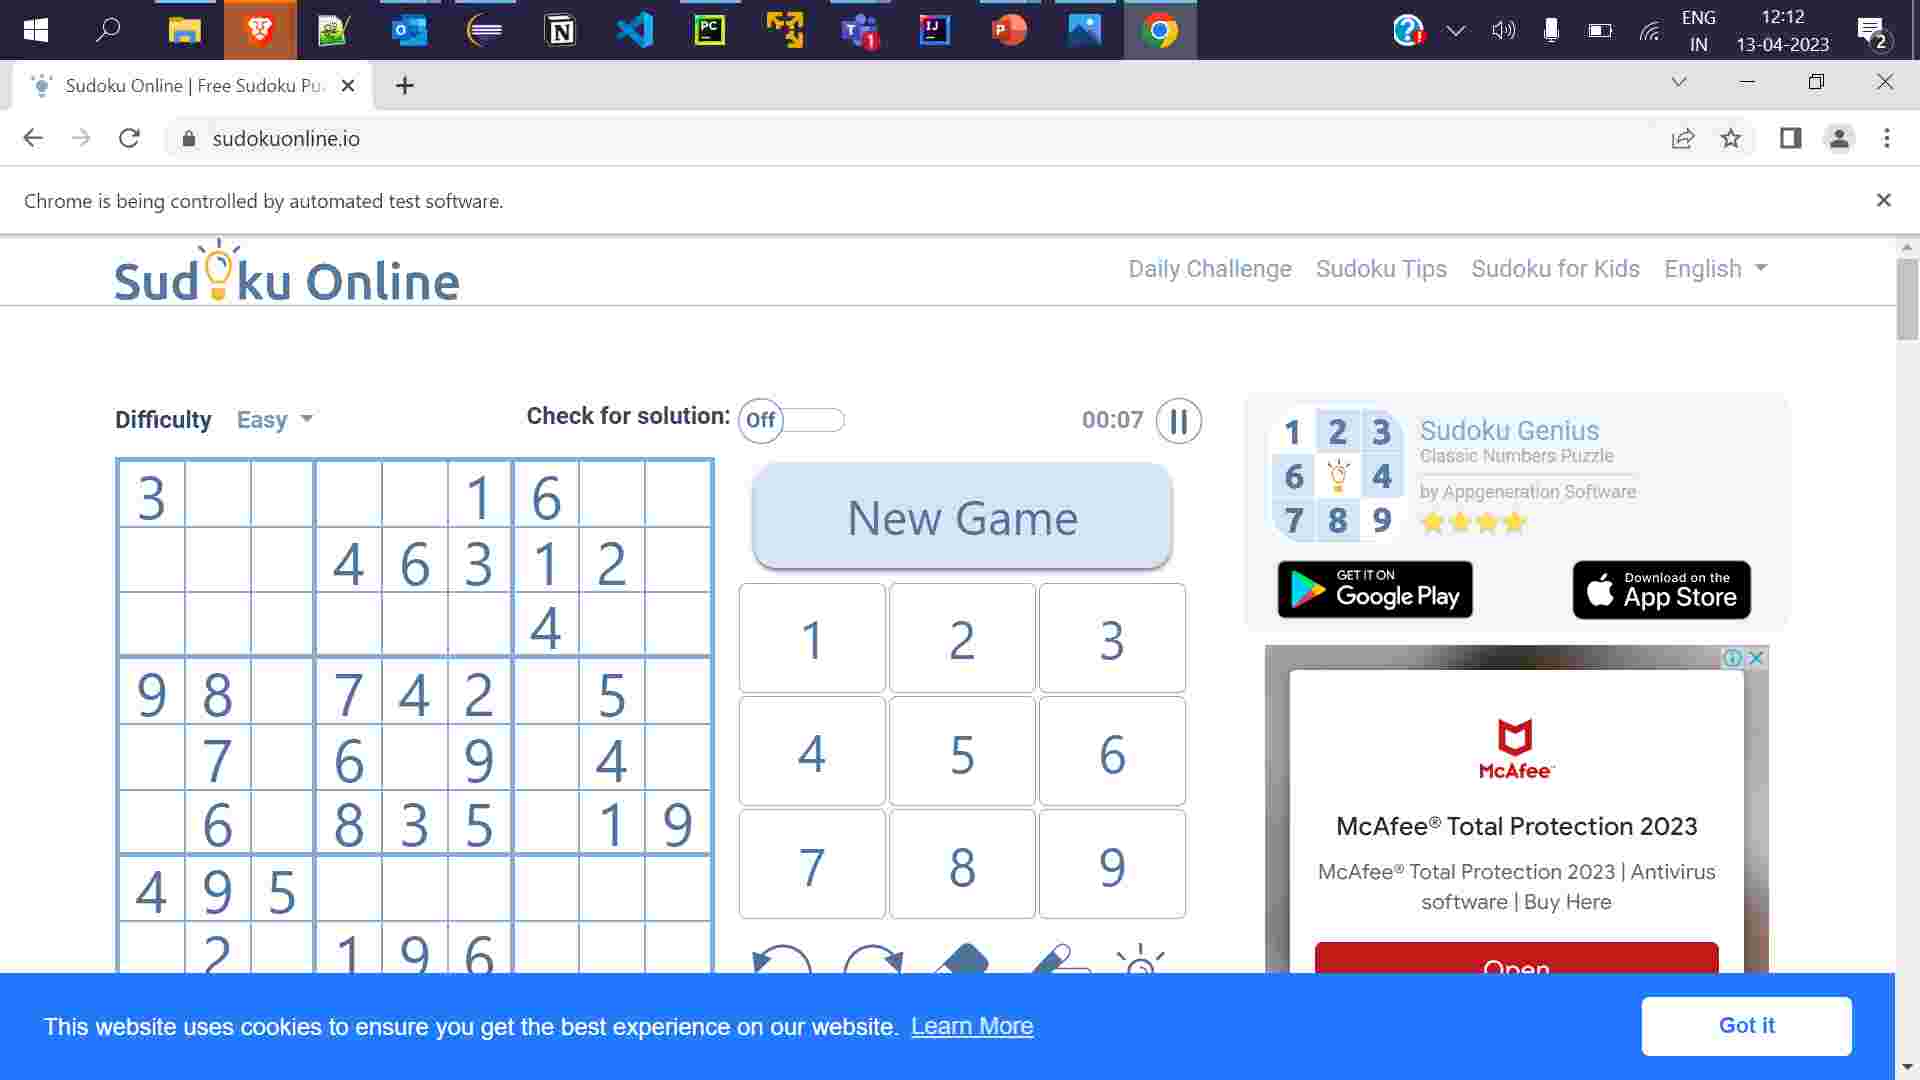 ENG
IN
12:12
13-04-2023
1
2
Sudoku Online | Free Sudoku Pu
sudokuonline.io
Chrome is being controlled by automated test software.
Sudoku Online
Daily Challenge Sudoku Tips Sudoku for Kids English
Difficulty Easy Check for solution: Off 00:07
3 1 6
4 6 3 1 2
4
9 8 7 4 2 5
7 6 9 4
6 8 3 5 1 9
4 9 5
2 1 9 6
New Game
1 2 3
4 5 6
7 8 9
1 2 3
6 4
7 8 9
Sudoku Genius
Classic Numbers Puzzle
by Appgeneration Software
GET IT ON
Google Play
Download on the
App Store
McAfee™
McAfee® Total Protection 2023
McAfee® Total Protection 2023 | Antivirus
software | Buy Here
Open
This website uses cookies to ensure you get the best experience on our website. Learn More
Got it